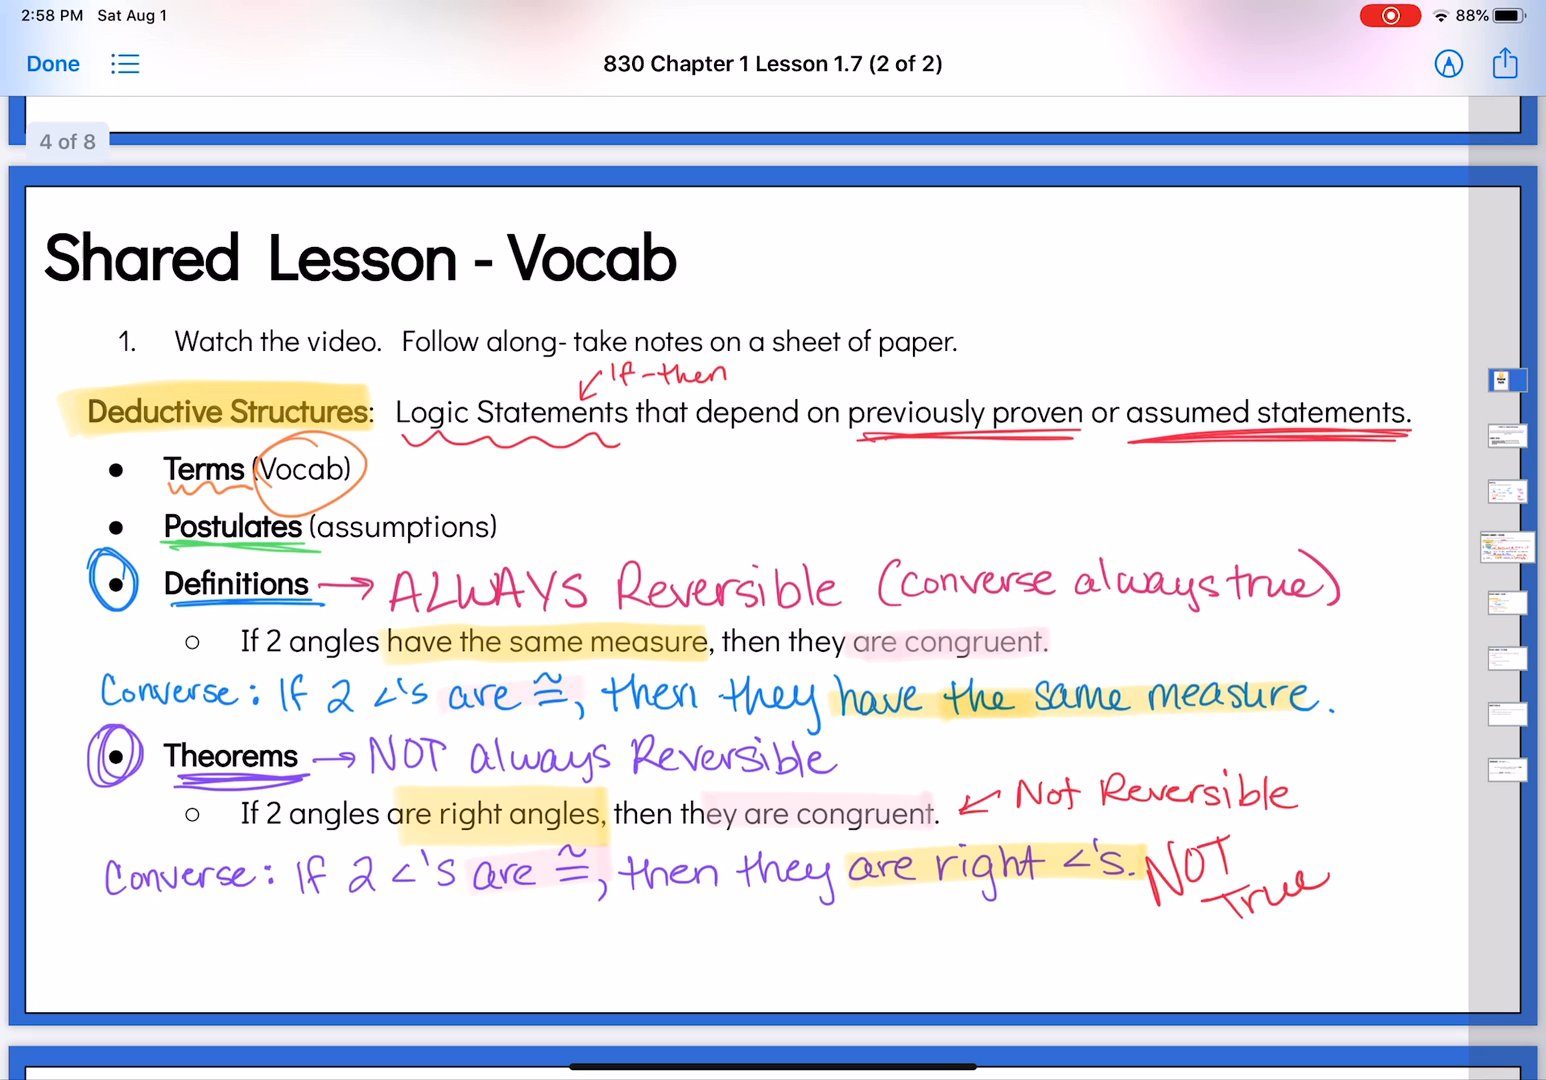 2:58 PM Sat Aug 1
88%
Done
830 Chapter 1 Lesson 1.7 (2 of 2)
4 of 8
Shared Lesson - Vocab
1. Watch the video. Follow along- take notes on a sheet of paper.
If-then
Deductive Structures: Logic Statements that depend on previously proven or assumed statements.
● Terms (Vocab)
● Postulates (assumptions)
● Definitions → ALWAYS Reversible (converse always true)
○ If 2 angles have the same measure, then they are congruent.
Converse: If 2 <'s are ≅, then they have the same measure.
● Theorems → NOT always Reversible
○ If 2 angles are right angles, then they are congruent. ← Not Reversible
Converse: If 2 <'s are ≅, then they are right <'s. NOT True